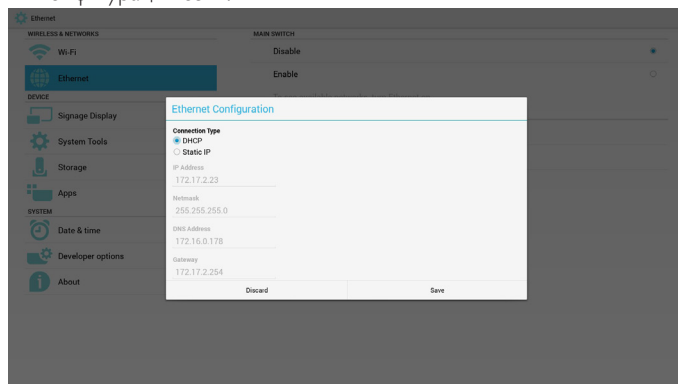 Ethernet
WIRELESS & NETWORKS
Wi-Fi
Ethernet
DEVICE
Signage Display
System Tools
Storage
Apps
SYSTEM
Date & time
Developer options
About
MAIN SWITCH
Disable
Enable
Ethernet Configuration
Connection Type
DHCP
Static IP
IP Address
172.17.2.23
Netmask
255.255.255.0
DNS Address
172.16.0.178
Gateway
172.17.2.254
Discard
Save